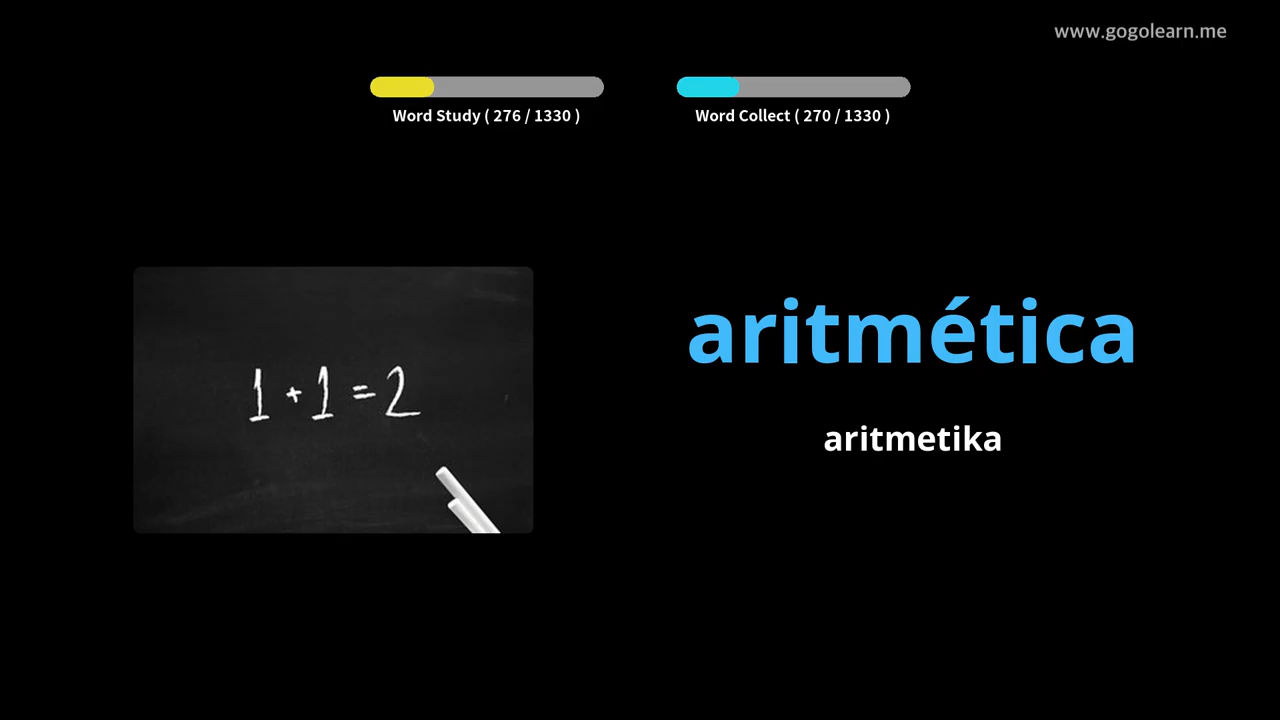 www.gogolearn.me
Word Study ( 276 / 1330 )
Word Collect ( 270 / 1330 )
1 + 1 = 2
aritmética
aritmetika